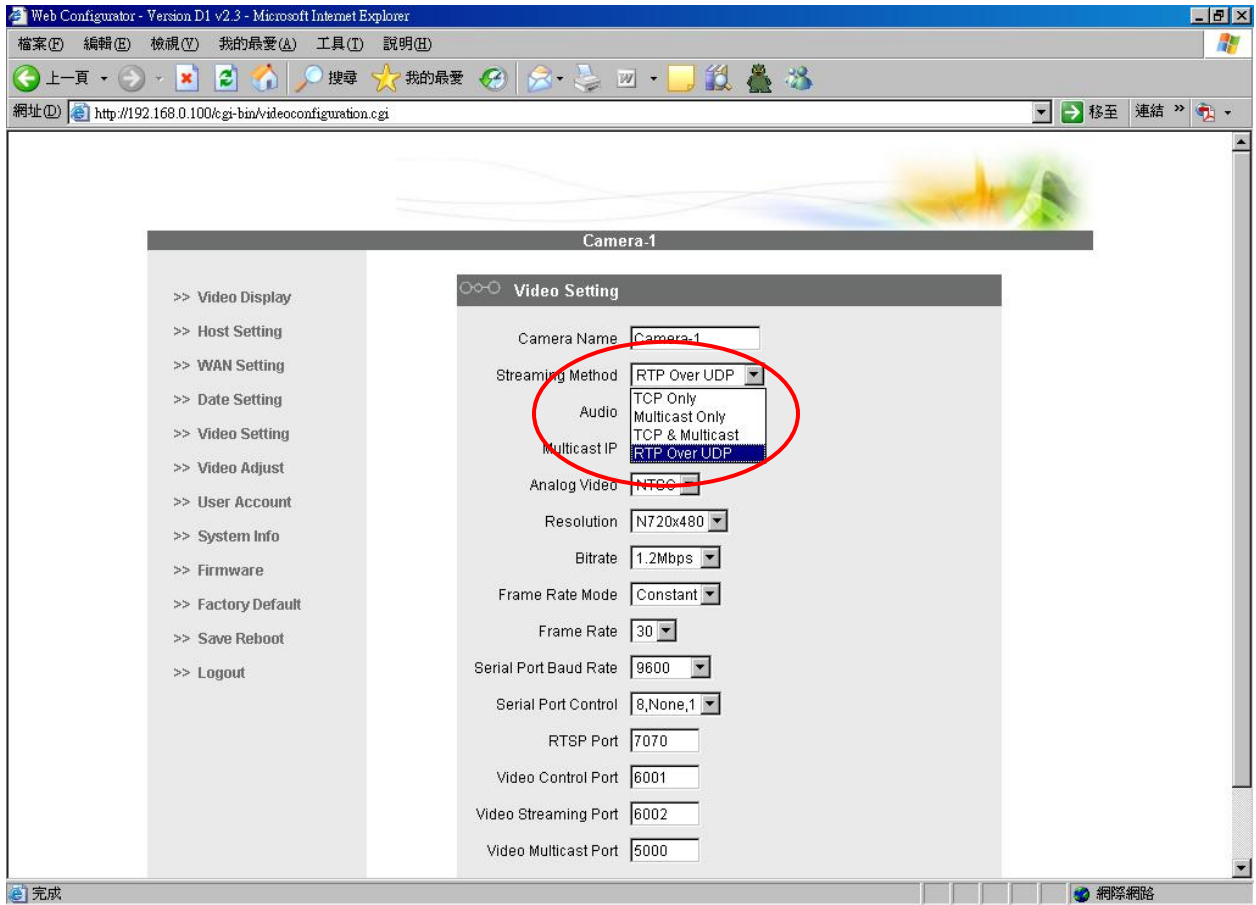 Web Configurator - Version D1 v2.3 - Microsoft Internet Explorer
檔案(F) 編輯(E) 檢視(V) 我的最愛(A) 工具(T) 說明(H)
上一頁 搜尋 我的最愛
網址(D) http://192.168.0.100/cgi-bin/videoconfiguration.cgi 移至 連結 »
Camera-1
>> Video Display
>> Host Setting
>> WAN Setting
>> Date Setting
>> Video Setting
>> Video Adjust
>> User Account
>> System Info
>> Firmware
>> Factory Default
>> Save Reboot
>> Logout
Video Setting
Camera Name Camera-1
Streaming Method RTP Over UDP
TCP Only
Audio
Multicast Only
TCP & Multicast
Multicast IP
RTP Over UDP
Analog Video NTSC
Resolution N720x480
Bitrate 1.2Mbps
Frame Rate Mode Constant
Frame Rate 30
Serial Port Baud Rate 9600
Serial Port Control 8,None,1
RTSP Port 7070
Video Control Port 6001
Video Streaming Port 6002
Video Multicast Port 5000
完成 網際網路